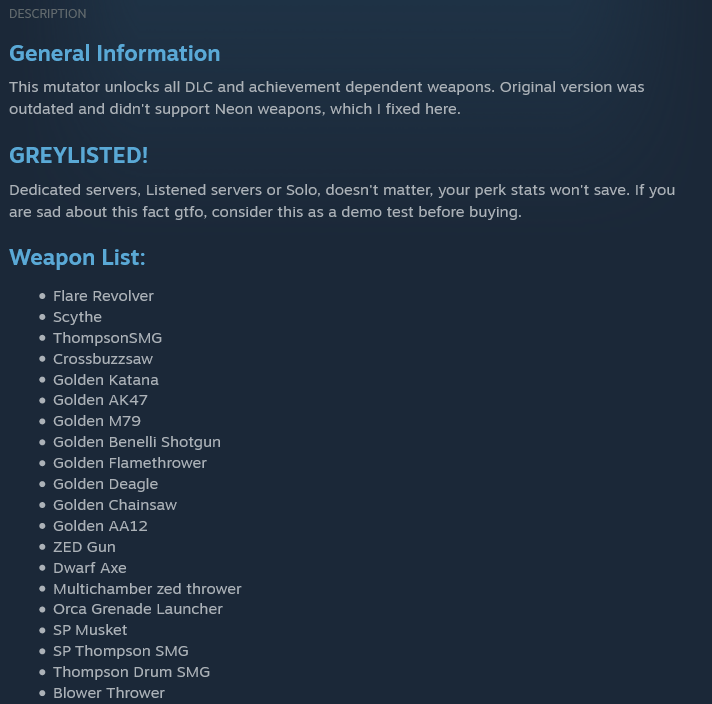 DESCRIPTION
General Information
This mutator unlocks all DLC and achievement dependent weapons. Original version was
outdated and didn't support Neon weapons, which I fixed here.
GREYLISTED!
Dedicated servers, Listened servers or Solo, doesn't matter, your perk stats won't save. If you
are sad about this fact gtfo, consider this as a demo test before buying.
Weapon List:
● Flare Revolver
● Scythe
● ThompsonSMG
● Crossbuzzsaw
● Golden Katana
● Golden AK47
● Golden M79
● Golden Benelli Shotgun
● Golden Flamethrower
● Golden Deagle
● Golden Chainsaw
● Golden AA12
● ZED Gun
● Dwarf Axe
● Multichamber zed thrower
● Orca Grenade Launcher
● SP Musket
● SP Thompson SMG
● Thompson Drum SMG
● Blower Thrower